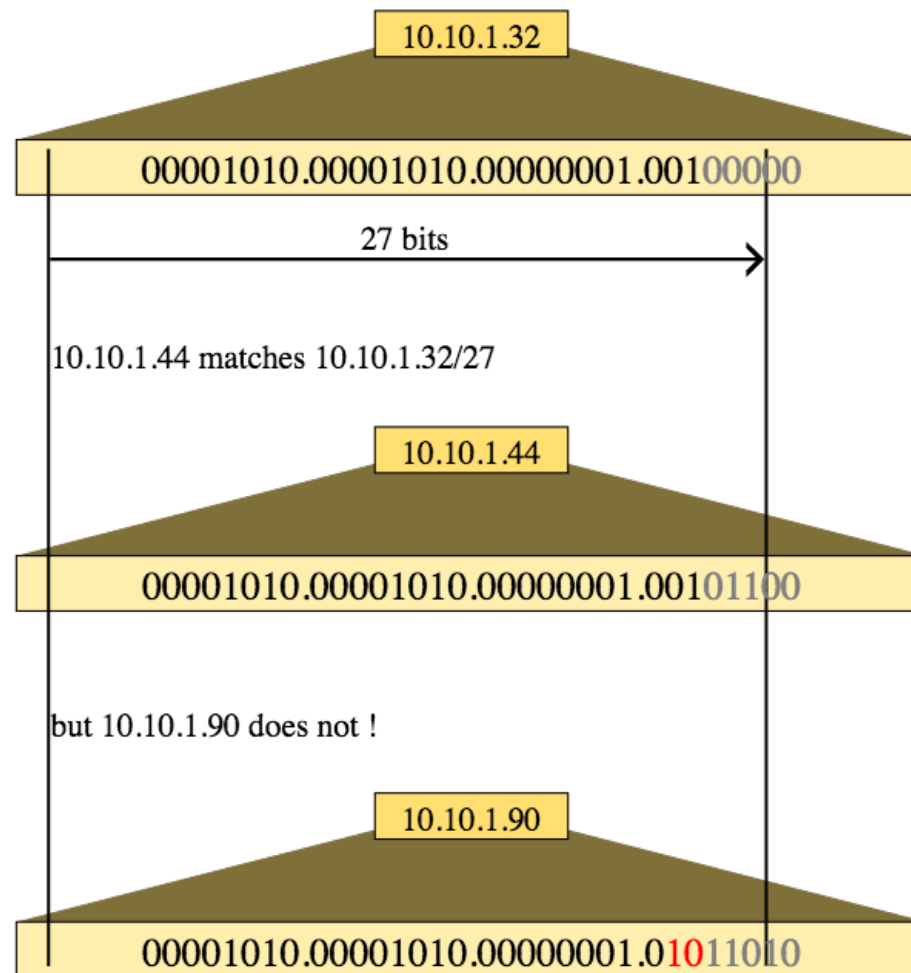 10.10.1.32
00001010.00001010.00000001.00100000
27 bits
10.10.1.44 matches 10.10.1.32/27
10.10.1.44
00001010.00001010.00000001.00101100
but 10.10.1.90 does not !
10.10.1.90
00001010.00001010.00000001.01011010